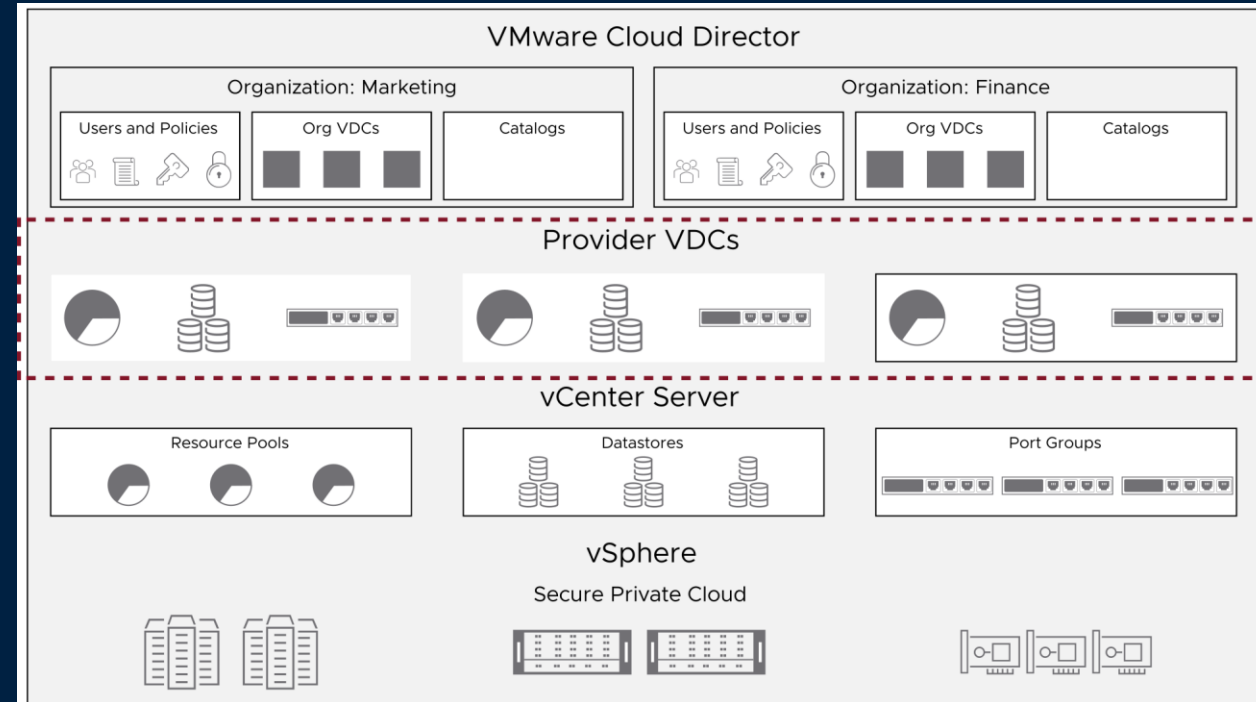 VMware Cloud Director
Organization: Marketing
Users and Policies
Org VDCs
Catalogs
Organization: Finance
Users and Policies
Org VDCs
Catalogs
Provider VDCs
vCenter Server
Resource Pools
Datastores
Port Groups
vSphere
Secure Private Cloud